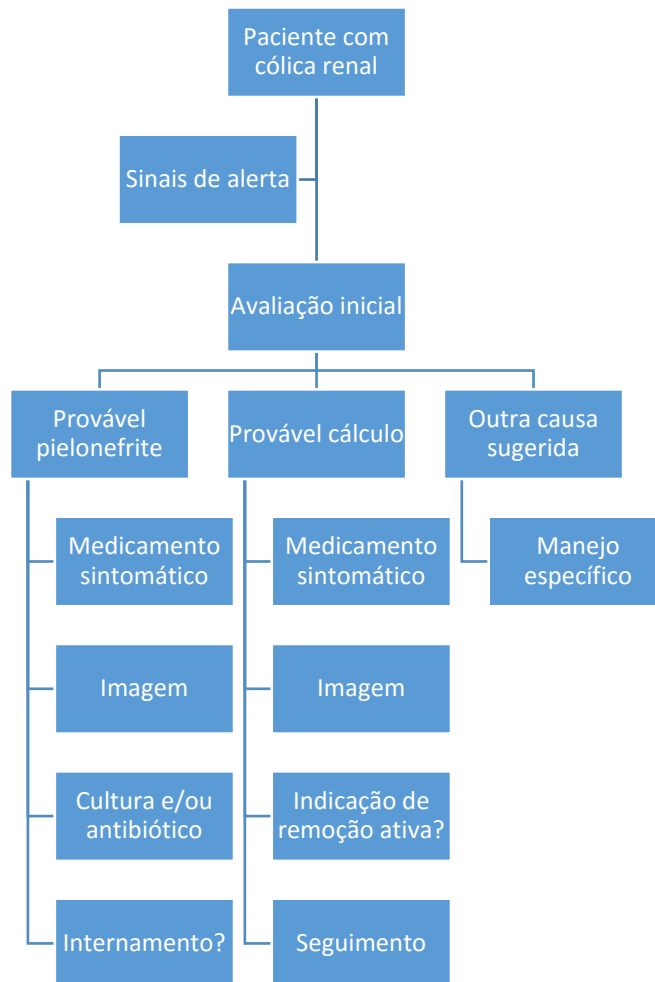 Paciente com
cólica renal
Sinais de alerta
Avaliação inicial
Provável
pielonefrite
Medicamento
sintomático
Imagem
Cultura e/ou
antibiótico
Internamento?
Provável cálculo
Medicamento
sintomático
Imagem
Indicação de
remoção ativa?
Seguimento
Outra causa
sugerida
Manejo
específico